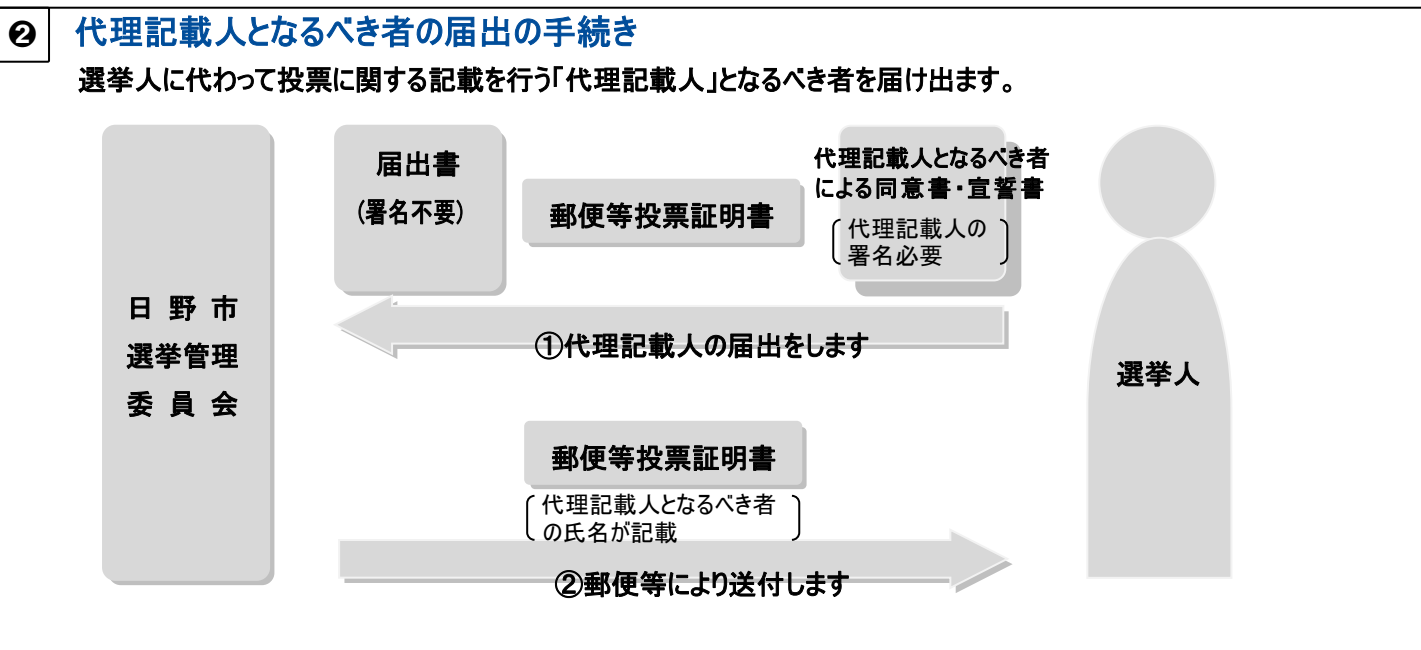 ❷ 代理記載人となるべき者の届出の手続き
選挙人に代わって投票に関する記載を行う「代理記載人」となるべき者を届け出ます。
届出書
(署名不要)
郵便等投票証明書
代理記載人となるべき者
による同意書・宣誓書
代理記載人の
署名必要
日野市
選挙管理
委員会
①代理記載人の届出をします
選挙人
郵便等投票証明書
代理記載人となるべき者
の氏名が記載
②郵便等により送付します